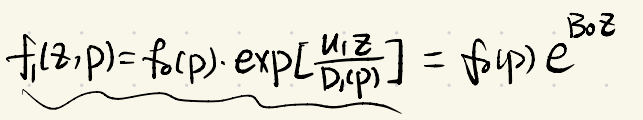 f₁(z,p)=f₀(p)·exp[u₁z/D₁(p)] = f₀(p) e^{B₀z}